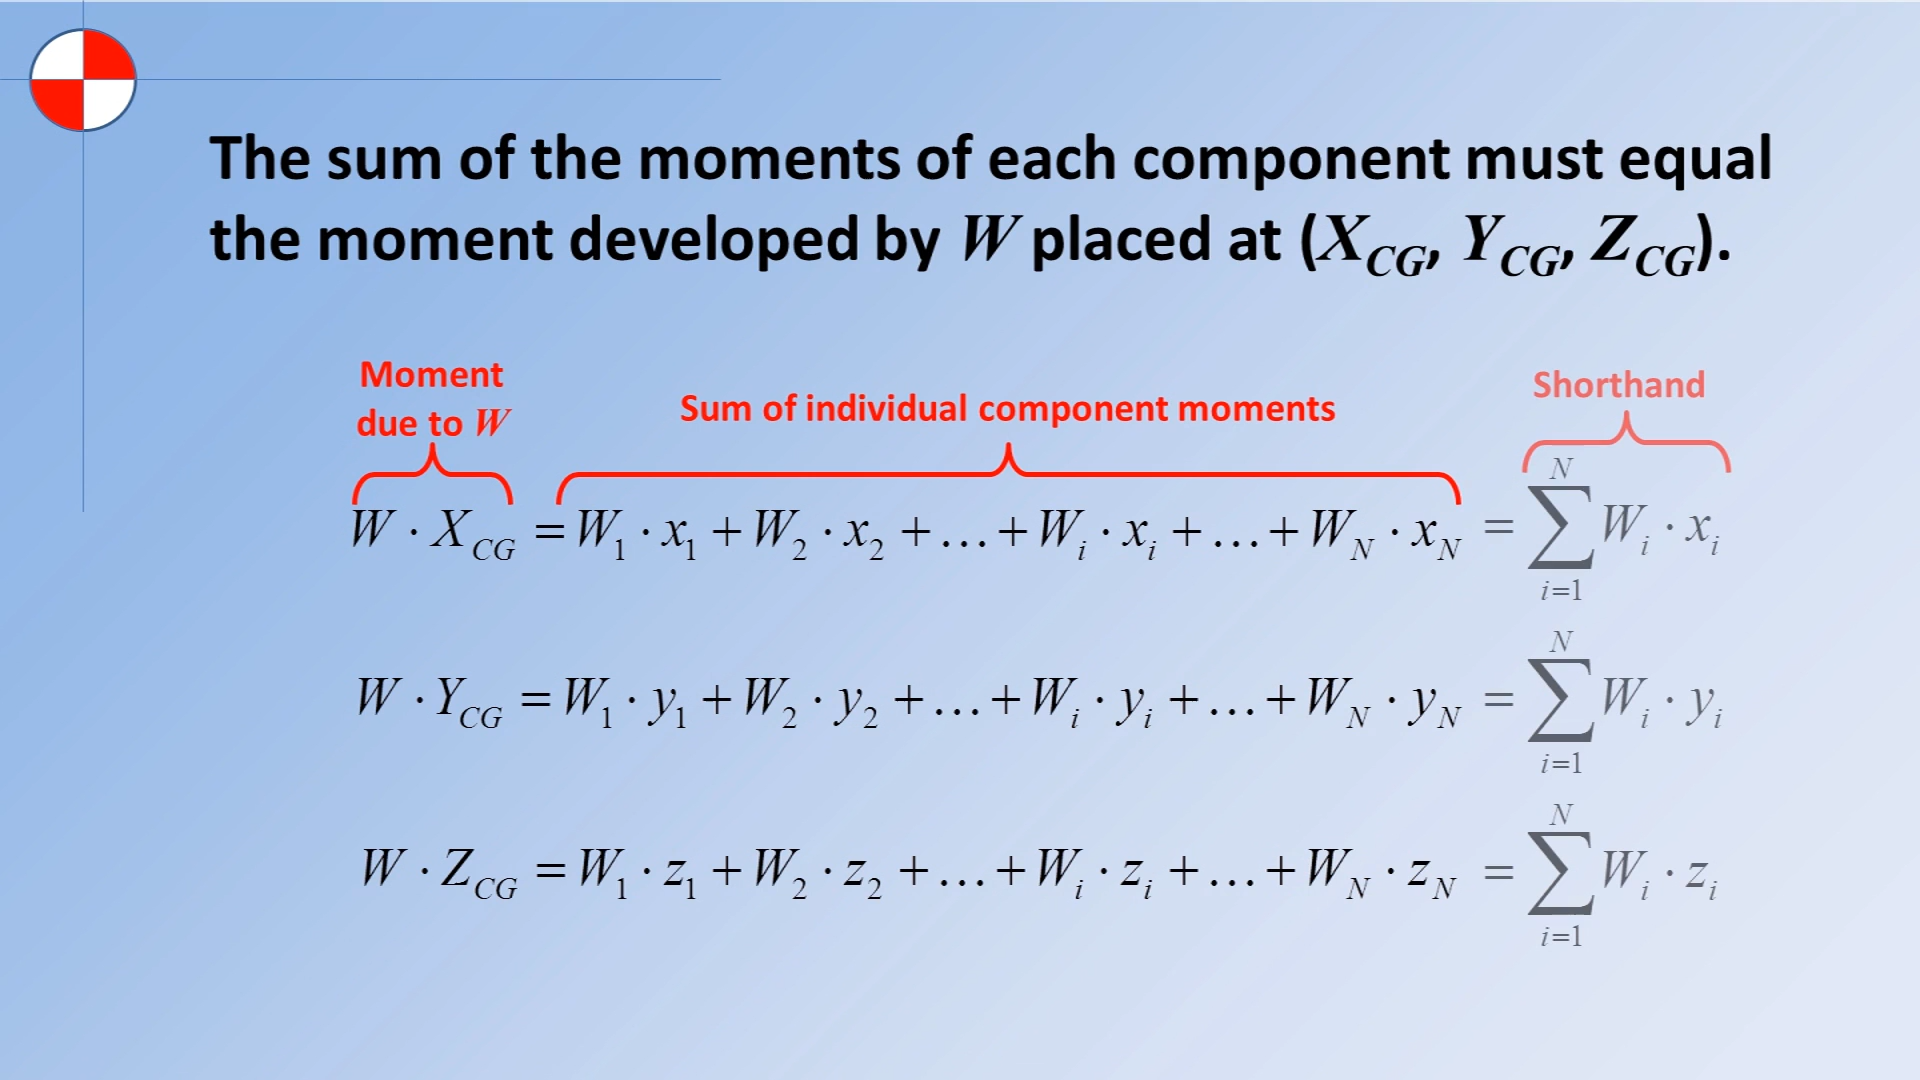 The sum of the moments of each component must equal
the moment developed by W placed at (X_CG, Y_CG, Z_CG).
Moment
due to W
Sum of individual component moments
Shorthand
W · X_CG = W_1 · x_1 + W_2 · x_2 + … + W_i · x_i + … + W_N · x_N = ∑_{i=1}^{N} W_i · x_i
W · Y_CG = W_1 · y_1 + W_2 · y_2 + … + W_i · y_i + … + W_N · y_N = ∑_{i=1}^{N} W_i · y_i
W · Z_CG = W_1 · z_1 + W_2 · z_2 + … + W_i · z_i + … + W_N · z_N = ∑_{i=1}^{N} W_i · z_i